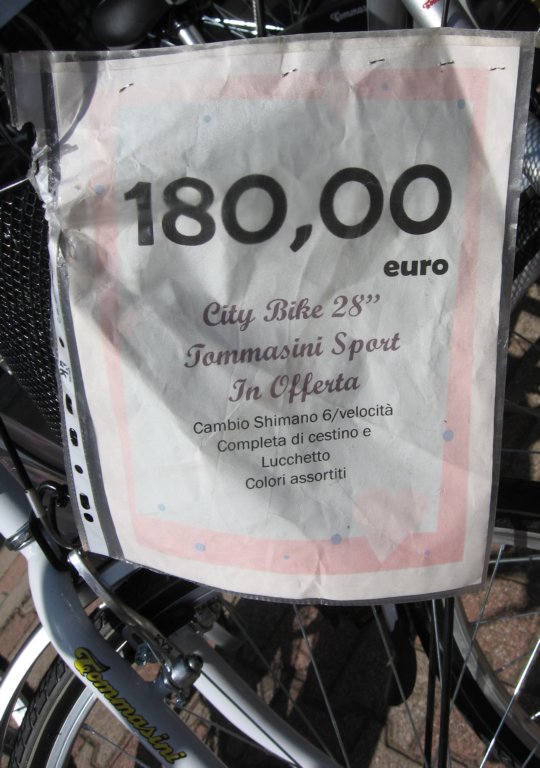 180,00
euro
City Bike 28”
Tommasini Sport
In Offerta
Cambio Shimano 6/velocità
Completa di cestino e
Lucchetto
Colori assortiti
Tommasini